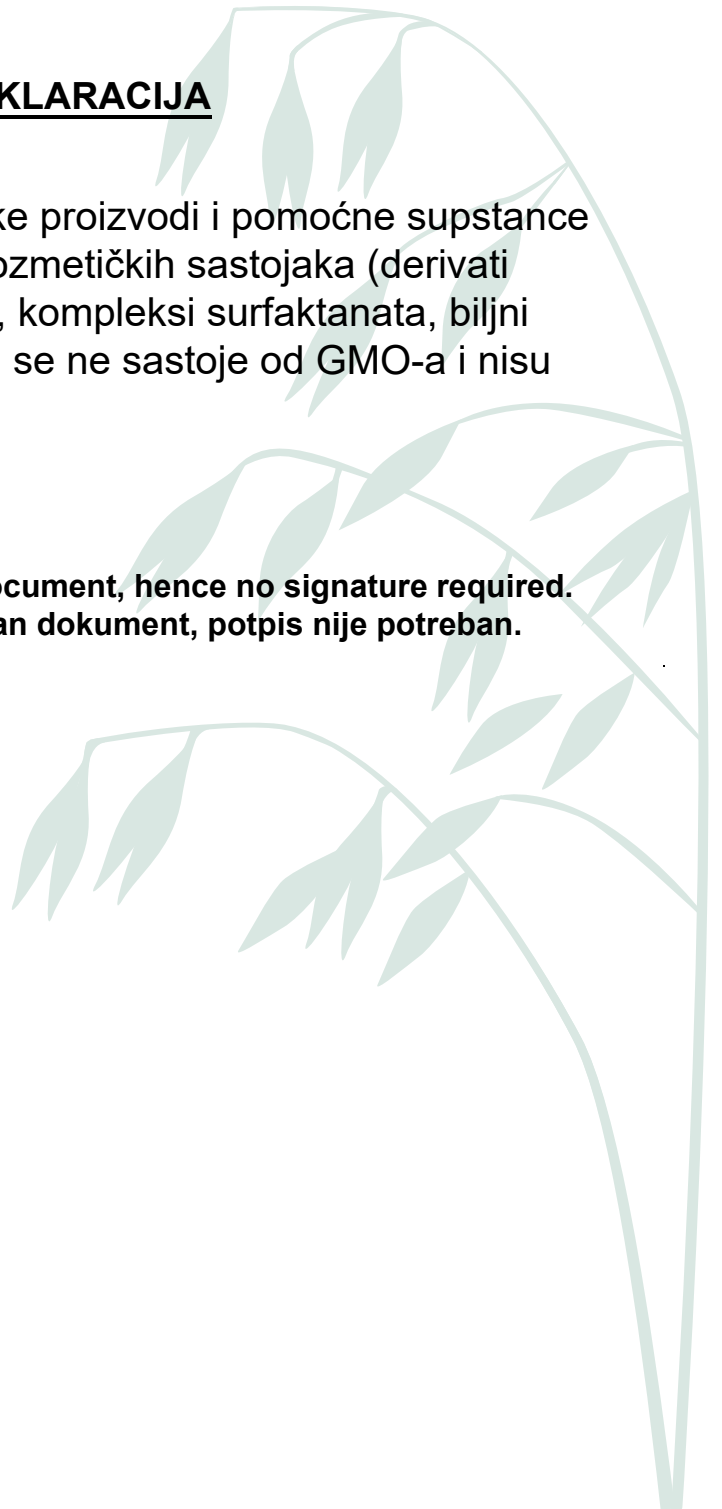 KLARACIJA
ke proizvodi i pomoćne supstance
ozmetičkih sastojaka (derivati
, kompleksi surfaktanata, biljni
se ne sastoje od GMO-a i nisu
ocument, hence no signature required.
an dokument, potpis nije potreban.
.